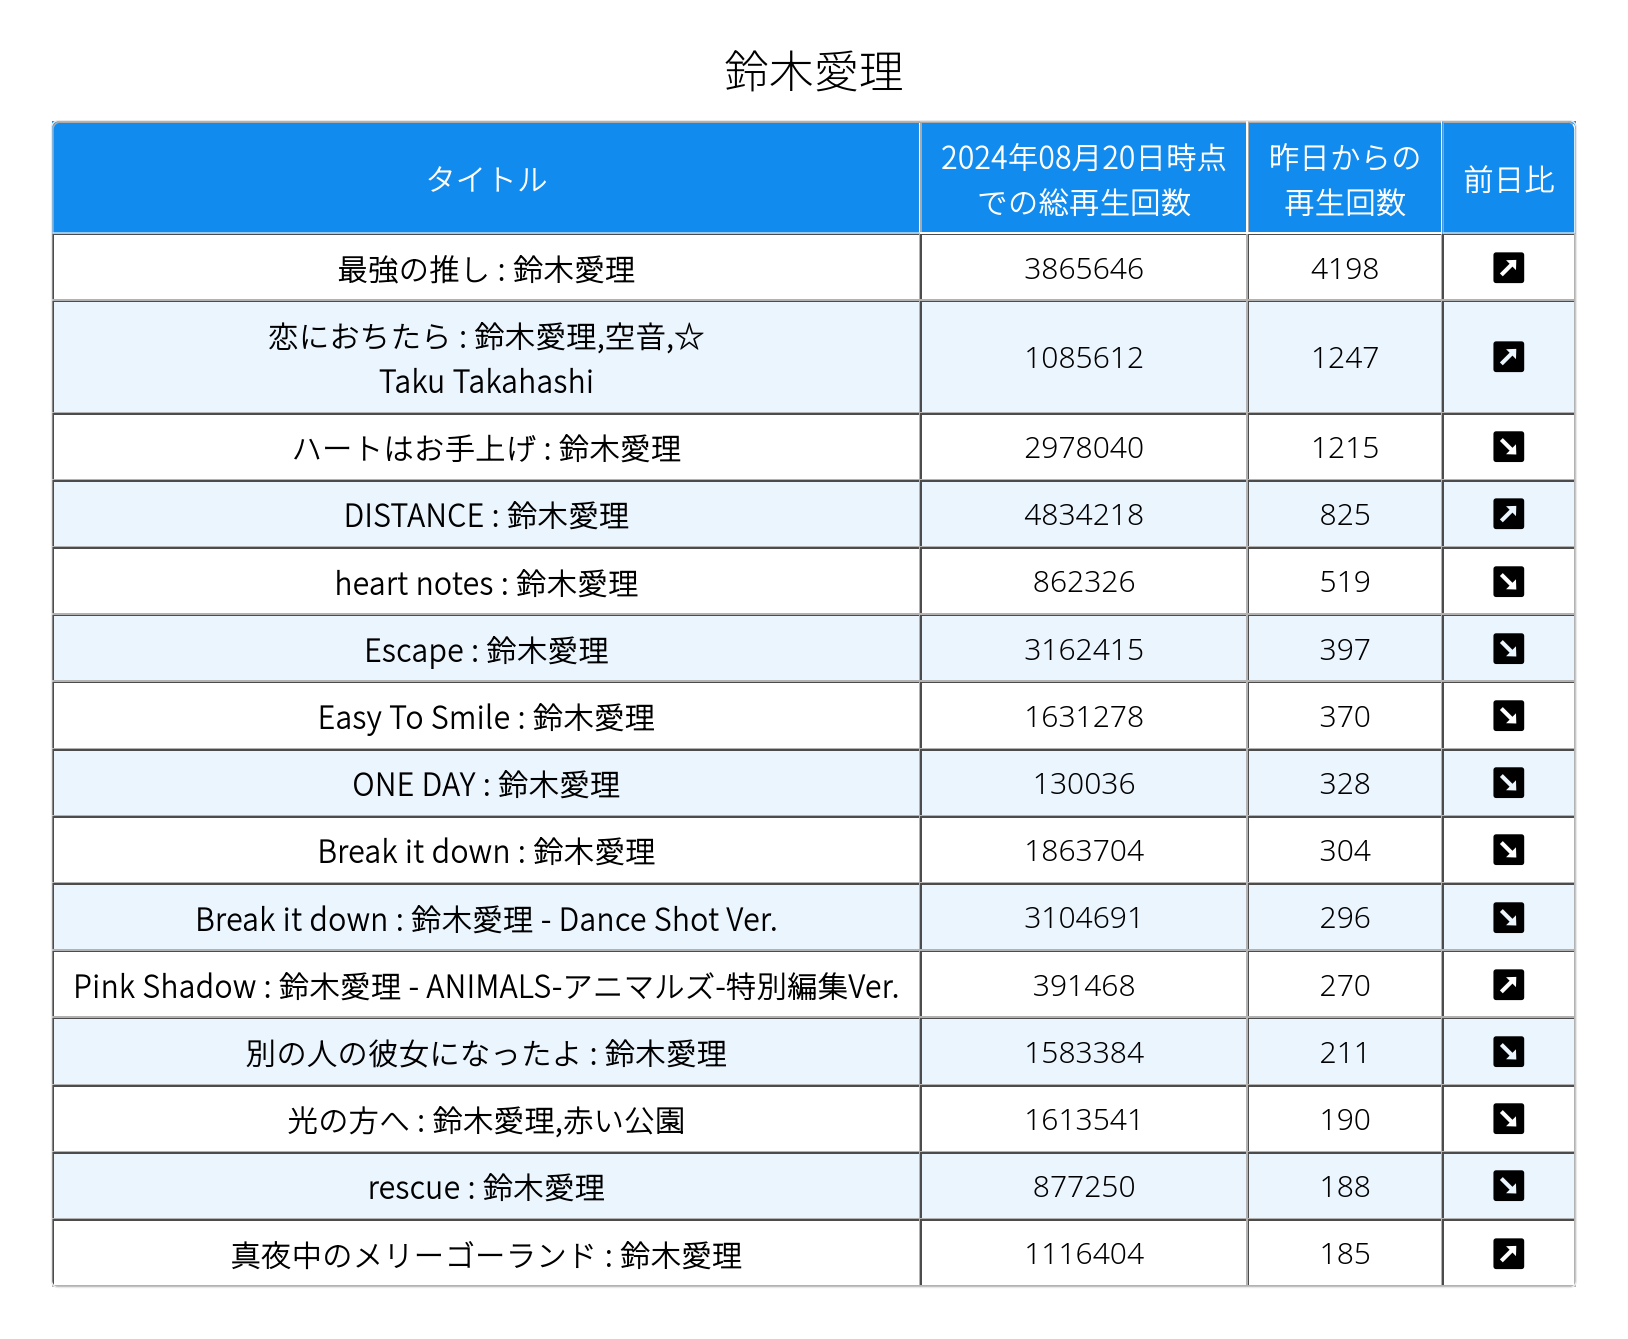 鈴木愛理
タイトル
2024年08月20日時点
での総再生回数
昨日からの
再生回数
前日比
最強の推し : 鈴木愛理 3865646 4198
恋におちたら : 鈴木愛理,空音,☆
Taku Takahashi 1085612 1247
ハートはお手上げ : 鈴木愛理 2978040 1215
DISTANCE : 鈴木愛理 4834218 825
heart notes : 鈴木愛理 862326 519
Escape : 鈴木愛理 3162415 397
Easy To Smile : 鈴木愛理 1631278 370
ONE DAY : 鈴木愛理 130036 328
Break it down : 鈴木愛理 1863704 304
Break it down : 鈴木愛理 - Dance Shot Ver. 3104691 296
Pink Shadow : 鈴木愛理 - ANIMALS-アニマルズ-特別編集Ver. 391468 270
別の人の彼女になったよ : 鈴木愛理 1583384 211
光の方へ : 鈴木愛理,赤い公園 1613541 190
rescue : 鈴木愛理 877250 188
真夜中のメリーゴーランド : 鈴木愛理 1116404 185